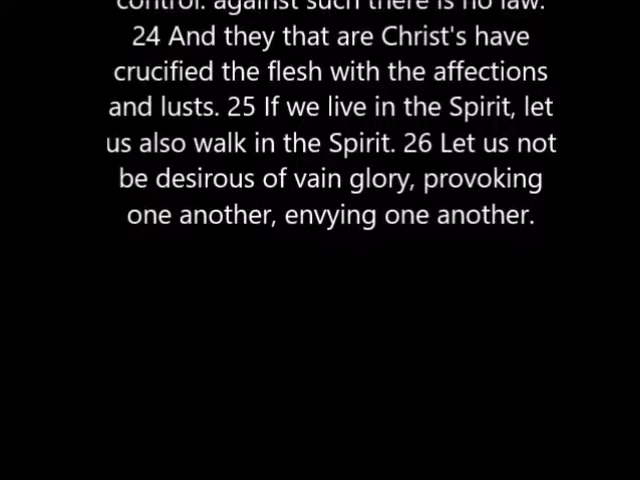 control: against such there is no law.
24 And they that are Christ's have
crucified the flesh with the affections
and lusts. 25 If we live in the Spirit, let
us also walk in the Spirit. 26 Let us not
be desirous of vain glory, provoking
one another, envying one another.